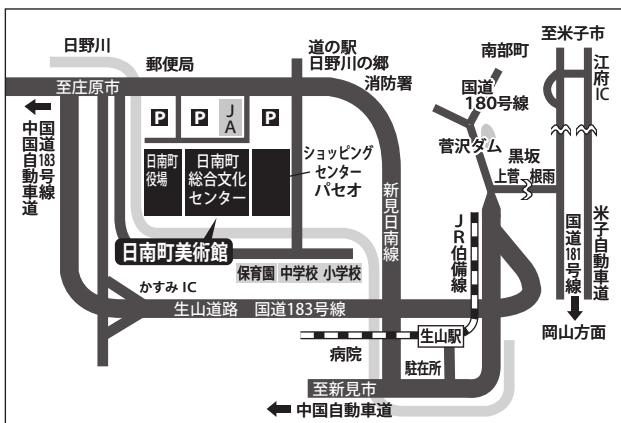 日野川
郵便局
道の駅
日野川の郷
消防署
南部町
至米子市
江府IC
国道
180号線
至庄原市
国道183号線
中国自動車道
P
P
JA
P
菅沢ダム
黒坂
上菅
根雨
日南町
役場
日南町
総合文化
センター
ショッピング
センター
パセオ
新見日南線
JR伯備線
国道181号線
米子自動車道
日南町美術館
保育園
中学校
小学校
かすみIC
生山道路
国道183号線
岡山方面
生山駅
病院
駐在所
至新見市
中国自動車道